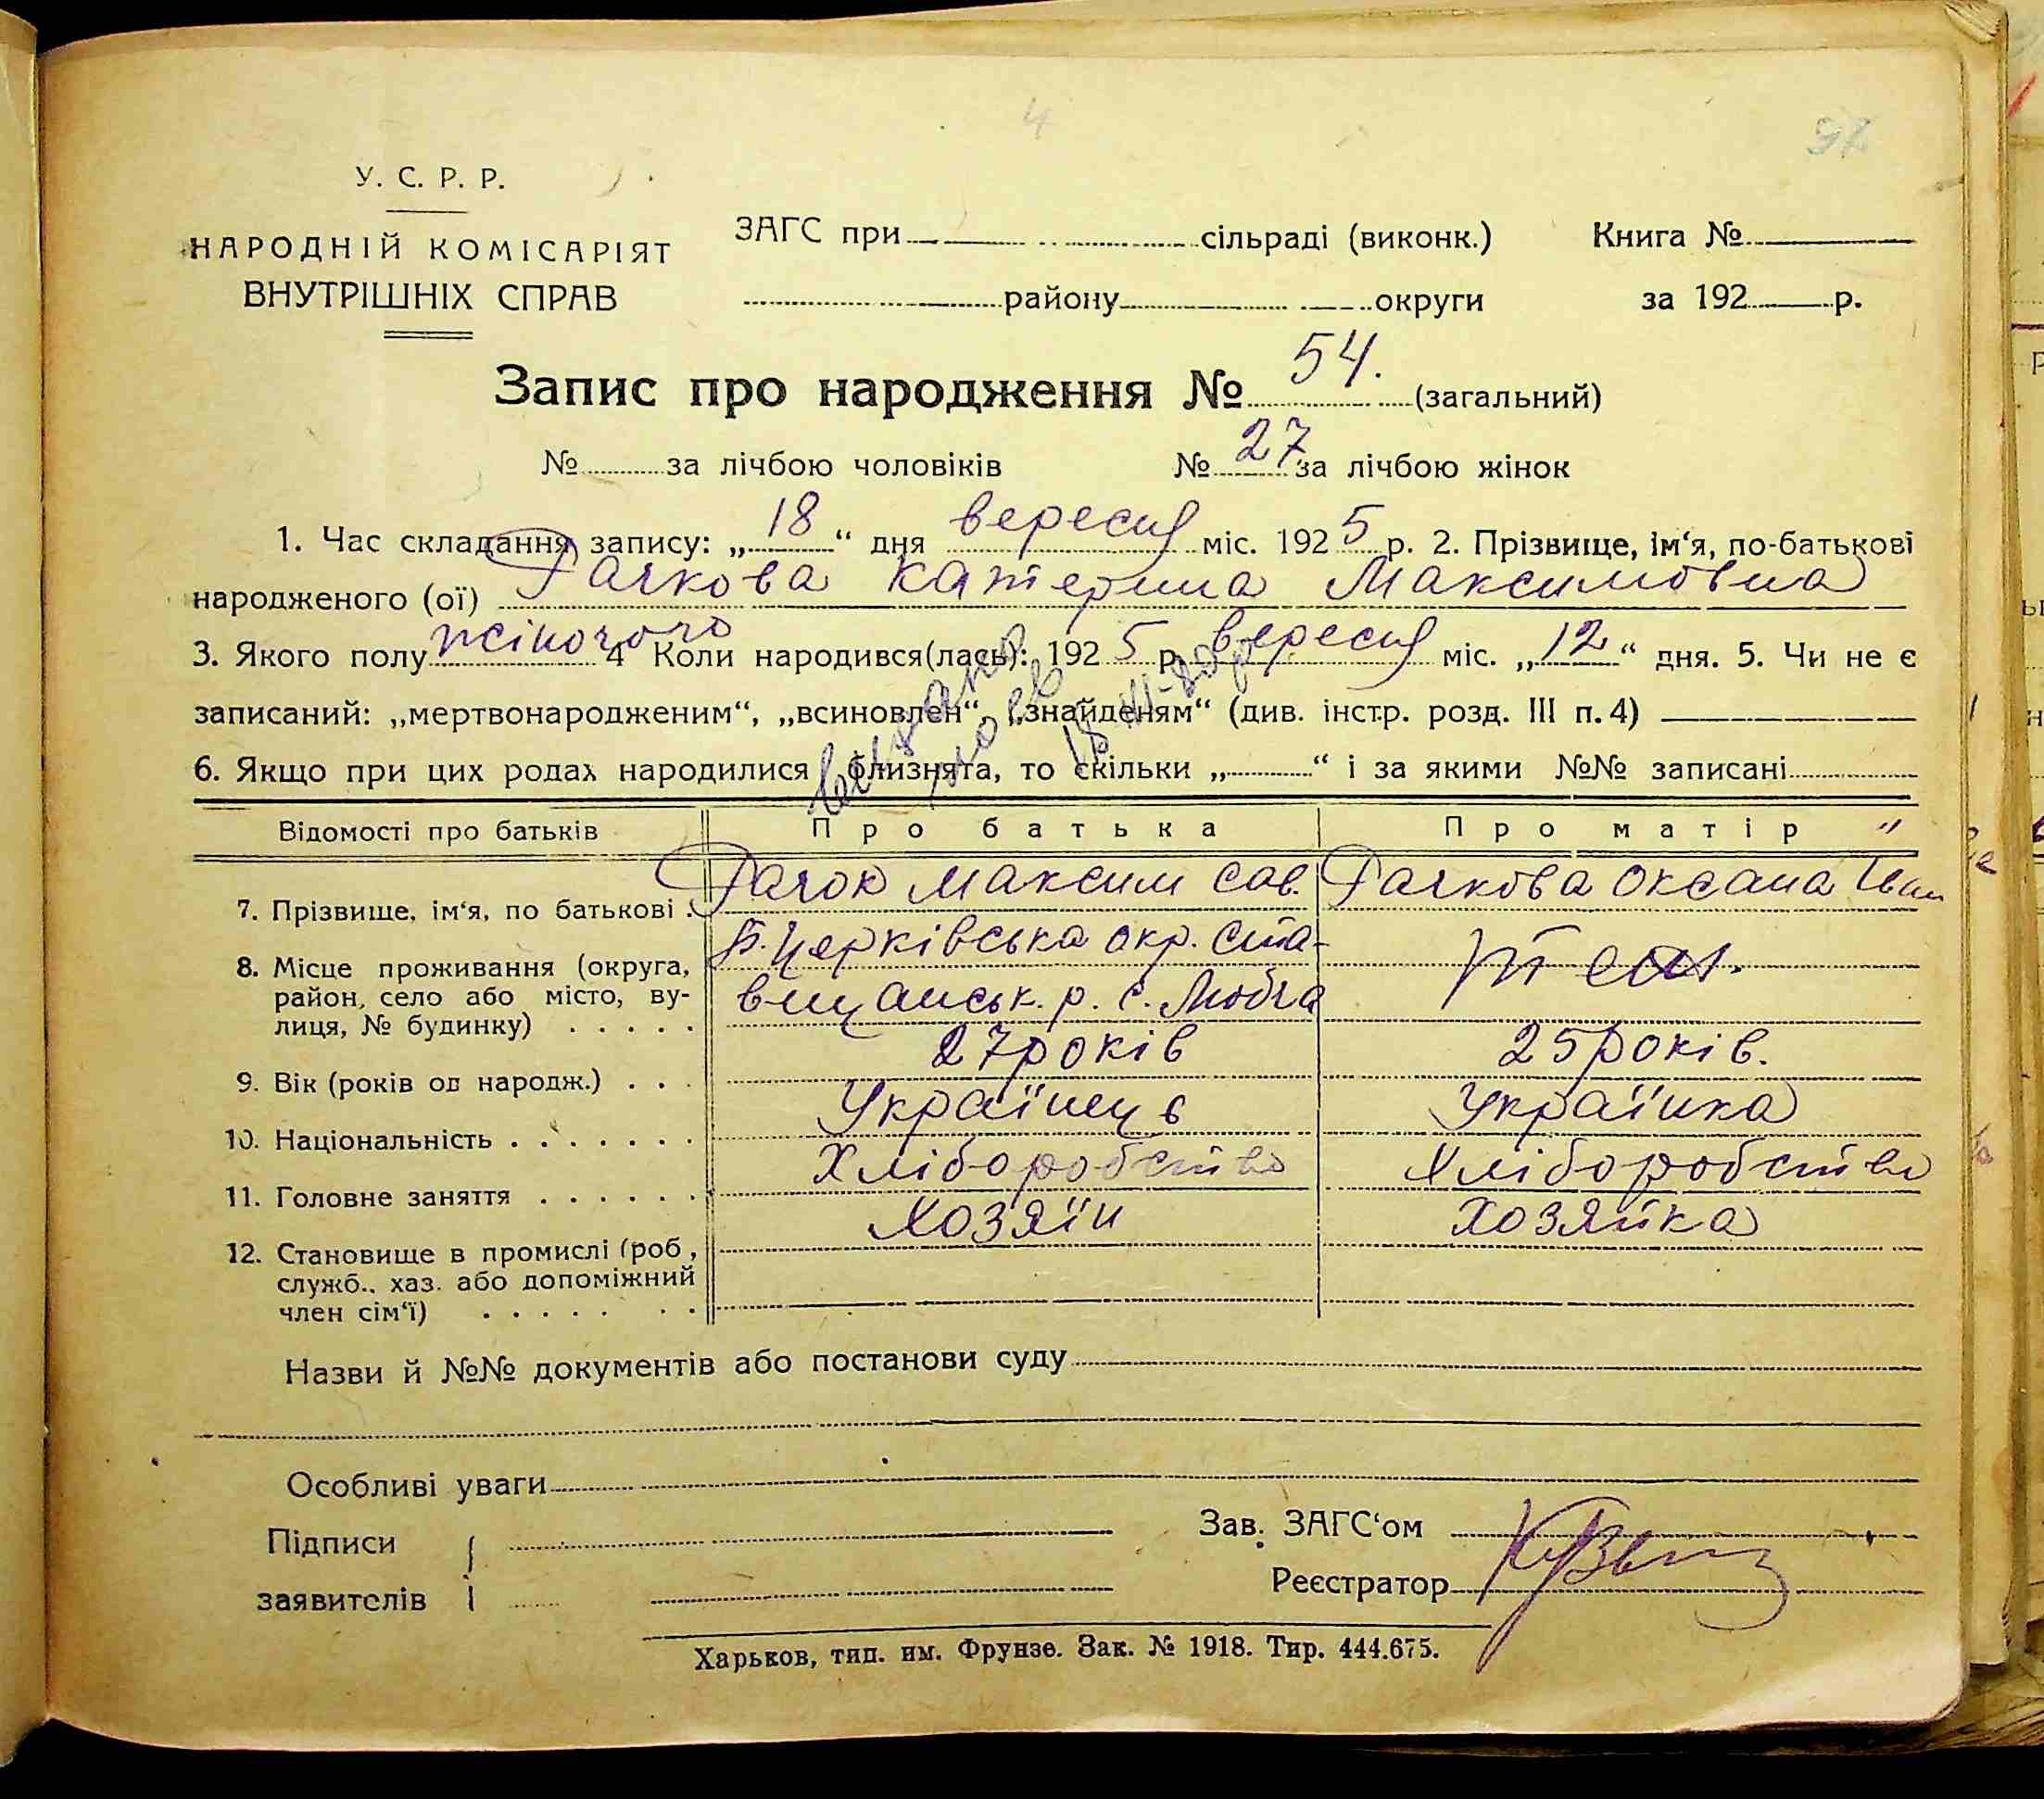 4
97
У. С. Р. Р.
НАРОДНІЙ КОМІСАРІЯТ
ВНУТРІШНІХ СПРАВ
ЗАГС при сільраді (виконк.)
району округи
Книга №
за 192 р.
Запис про народження № 54. (загальний)
№ за лічбою чоловіків № 27 за лічбою жінок
1. Час складання запису: „ 18 “ дня вересня міс. 192 5 р. 2. Прізвище, ім‘я, по-батькові
народженого (ої) Рачкова Катерина Максимовна
3. Якого полу жіночого 4 Коли народився(лась): 192 5 р. вересня міс. „ 12 “ дня. 5. Чи не є
записаний: „мертвонародженим“, „всиновлен“, „знайденям“ (див. інстр. розд. III п. 4)
6. Якщо при цих родах народилися близнята, то скільки „ “ і за якими №№ записані
Відомості про батьків Про батька Про матір "
7. Прізвище, ім‘я, по батькові Рачок Максим Сав. Рачкова Оксана Іван
8. Місце проживання (округа, район, село або місто, вулиця, № будинку) Б. Церківська окр. Ста-
вищанськ. р. с. Любча
9. Вік (років од народж.) 27 років 25 років.
10. Національність Українець Українка
11. Головне заняття Хліборобство Хліборобство
12. Становище в промислі (роб., Хозяїн Хозяйка
служб., хаз. або допоміжний
член сім‘ї)
Назви й №№ документів або постанови суду
Особливі уваги
Підписи
заявителів
Зав. ЗАГС‘ом
Реєстратор
Харьков, тип. им. Фрунзе. Зак. № 1918. Тир. 444.675.